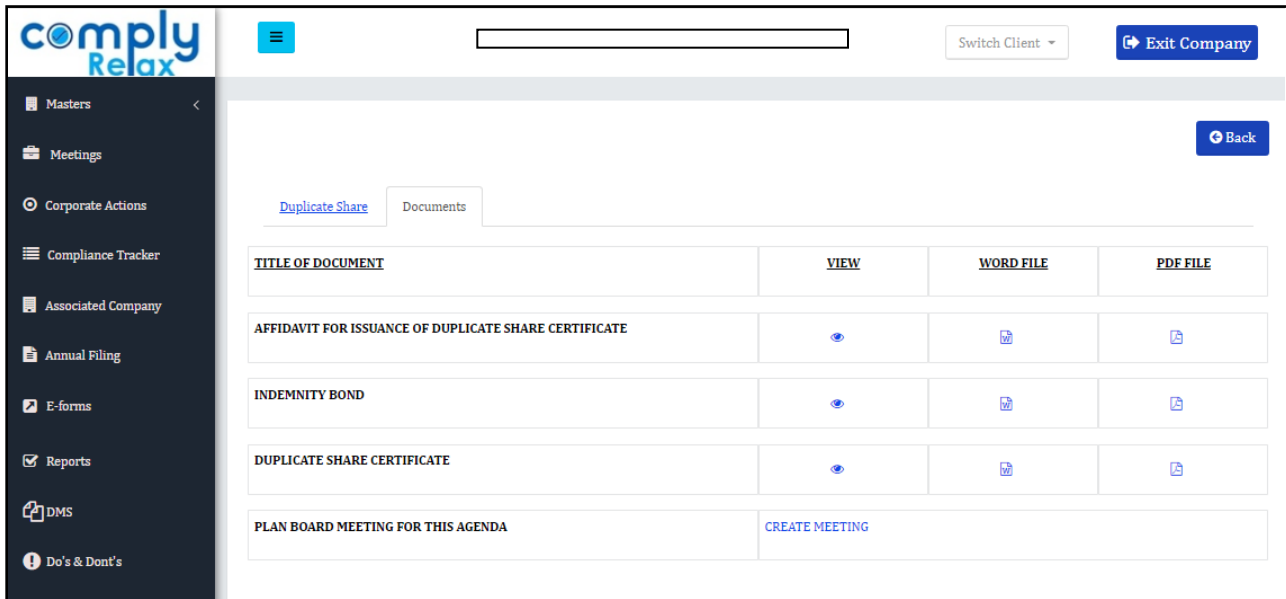 comply
Relax
Switch Client
Exit Company
Masters
Meetings
Corporate Actions
Compliance Tracker
Associated Company
Annual Filing
E-forms
Reports
DMS
Do's & Dont's
Back
Duplicate Share Documents
TITLE OF DOCUMENT VIEW WORD FILE PDF FILE
AFFIDAVIT FOR ISSUANCE OF DUPLICATE SHARE CERTIFICATE
INDEMNITY BOND
DUPLICATE SHARE CERTIFICATE
PLAN BOARD MEETING FOR THIS AGENDA CREATE MEETING